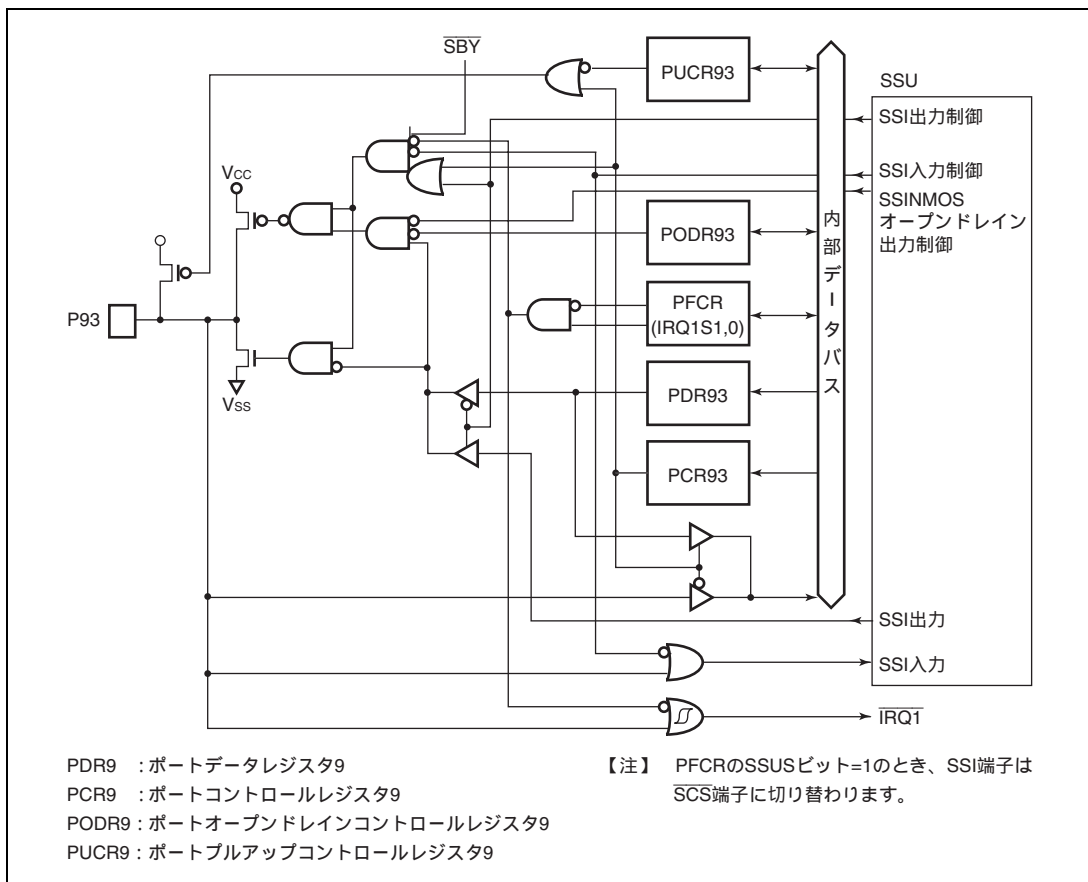 SBY
PUCR93
SSU
SSI出力制御
VCC
SSI入力制御
SSINMOS
オープンドレイン
出力制御
PODR93
内部データバス
P93
PFCR
(IRQ1S1,0)
PDR93
VSS
PCR93
SSI出力
SSI入力
IRQ1
PDR9 :ポートデータレジスタ9
PCR9 :ポートコントロールレジスタ9
PODR9:ポートオープンドレインコントロールレジスタ9
PUCR9:ポートプルアップコントロールレジスタ9
【注】 PFCRのSSUSビット=1のとき、SSI端子は
SCS端子に切り替わります。